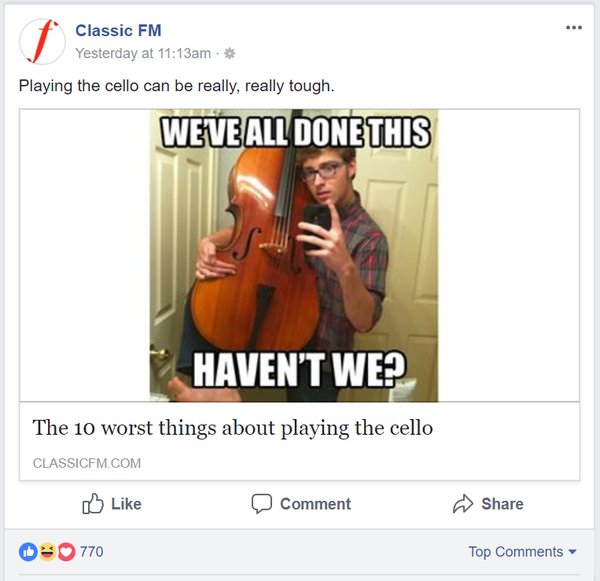 Classic FM
Yesterday at 11:13am ·
Playing the cello can be really, really tough.
WE'VE ALL DONE THIS
HAVEN'T WE?
The 10 worst things about playing the cello
CLASSICFM.COM
Like Comment Share
770 Top Comments